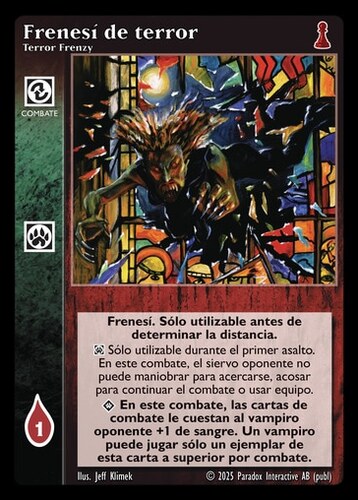 Frenesí de terror
Terror Frenzy
COMBATE
Frenesí. Sólo utilizable antes de
determinar la distancia.
Sólo utilizable durante el primer asalto.
En este combate, el siervo oponente no
puede maniobrar para acercarse, acosar
para continuar el combate o usar equipo.
En este combate, las cartas de
combate le cuestan al vampiro
oponente +1 de sangre. Un vampiro
puede jugar sólo un ejemplar de
esta carta a superior por combate.
1
Ilus. Jeff Klimek
© 2025 Paradox Interactive AB (publ)